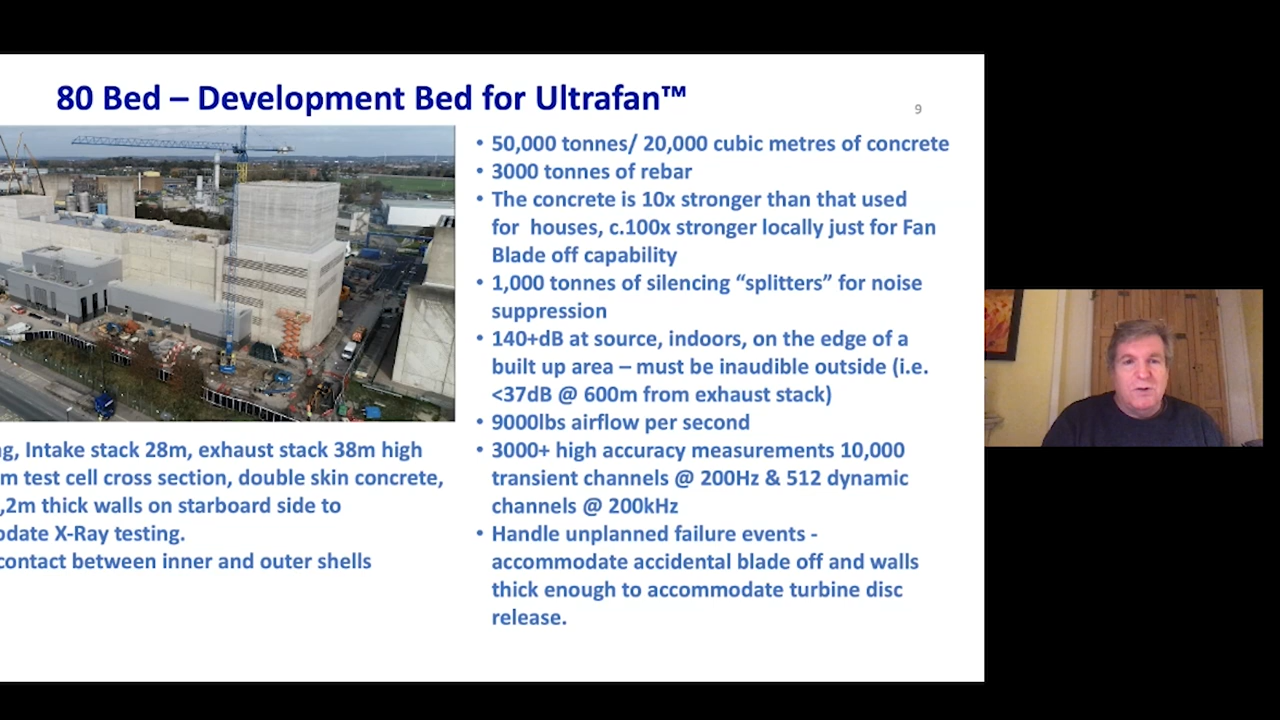 80 Bed – Development Bed for Ultrafan™
9
• 50,000 tonnes/ 20,000 cubic metres of concrete
• 3000 tonnes of rebar
• The concrete is 10x stronger than that used
for houses, c.100x stronger locally just for Fan
Blade off capability
• 1,000 tonnes of silencing “splitters” for noise
suppression
• 140+dB at source, indoors, on the edge of a
built up area – must be inaudible outside (i.e.
<37dB @ 600m from exhaust stack)
• 9000lbs airflow per second
• 3000+ high accuracy measurements 10,000
transient channels @ 200Hz & 512 dynamic
channels @ 200kHz
• Handle unplanned failure events -
accommodate accidental blade off and walls
thick enough to accommodate turbine disc
release.
g, Intake stack 28m, exhaust stack 38m high
m test cell cross section, double skin concrete,
,2m thick walls on starboard side to
odate X-Ray testing.
contact between inner and outer shells